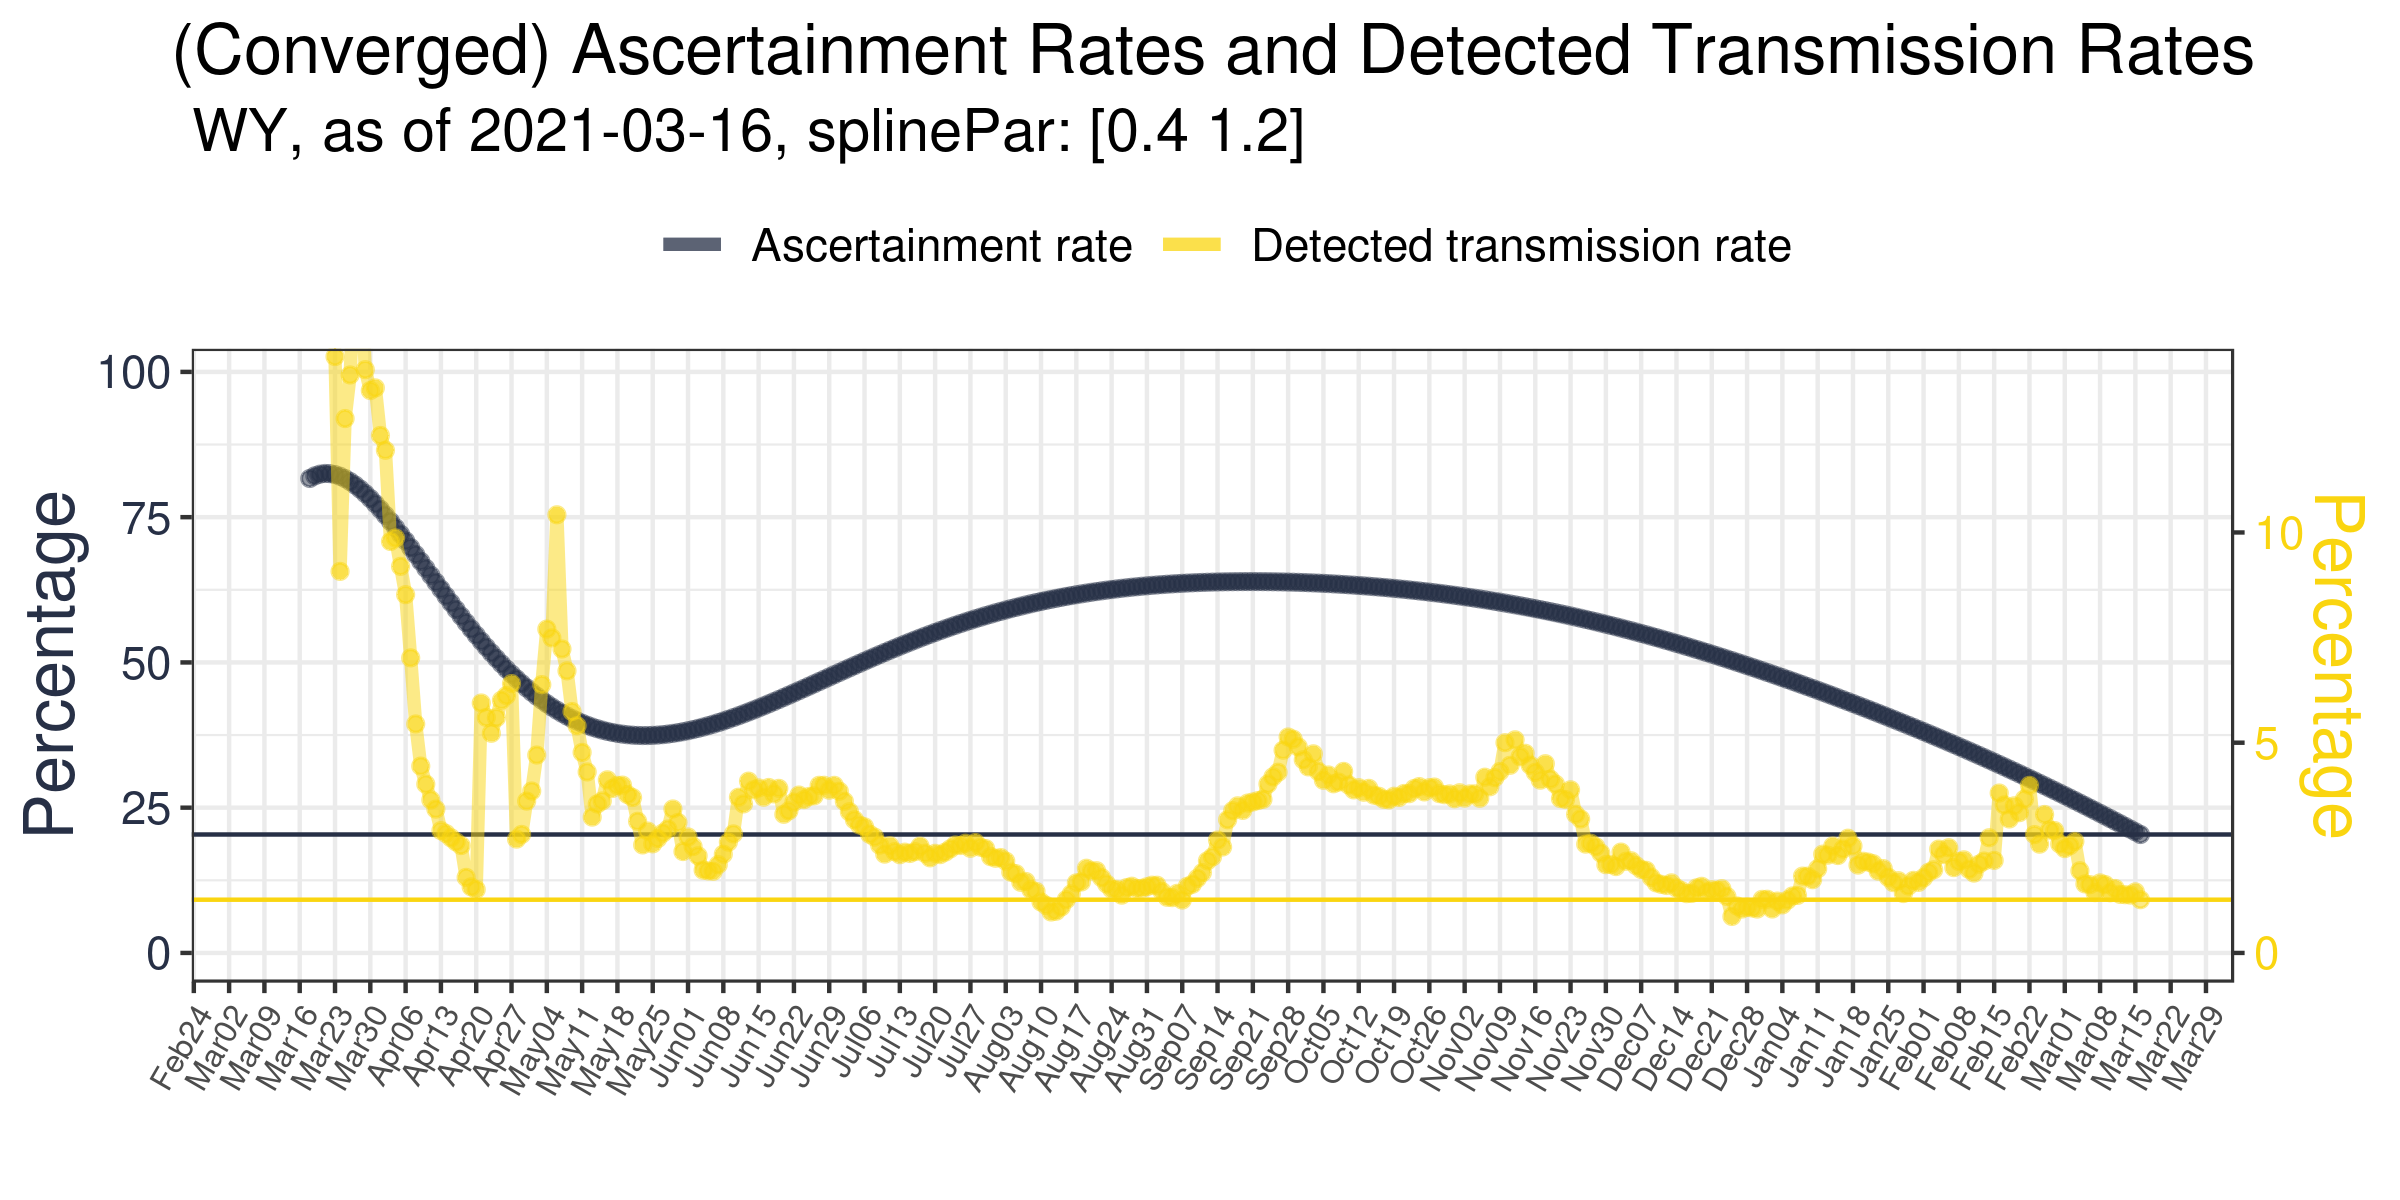 (Converged) Ascertainment Rates and Detected Transmission Rates
WY, as of 2021-03-16, splinePar: [0.4 1.2]
Ascertainment rate
Detected transmission rate
Percentage
100
75
50
25
0
10
5
0
Percentage
Feb24
Mar02
Mar09
Mar16
Mar23
Mar30
Apr06
Apr13
Apr20
Apr27
May04
May11
May18
May25
Jun01
Jun08
Jun15
Jun22
Jun29
Jul06
Jul13
Jul20
Jul27
Aug03
Aug10
Aug17
Aug24
Aug31
Sep07
Sep14
Sep21
Sep28
Oct05
Oct12
Oct19
Oct26
Nov02
Nov09
Nov16
Nov23
Nov30
Dec07
Dec14
Dec21
Dec28
Jan04
Jan11
Jan18
Jan25
Feb01
Feb08
Feb15
Feb22
Mar01
Mar08
Mar15
Mar22
Mar29